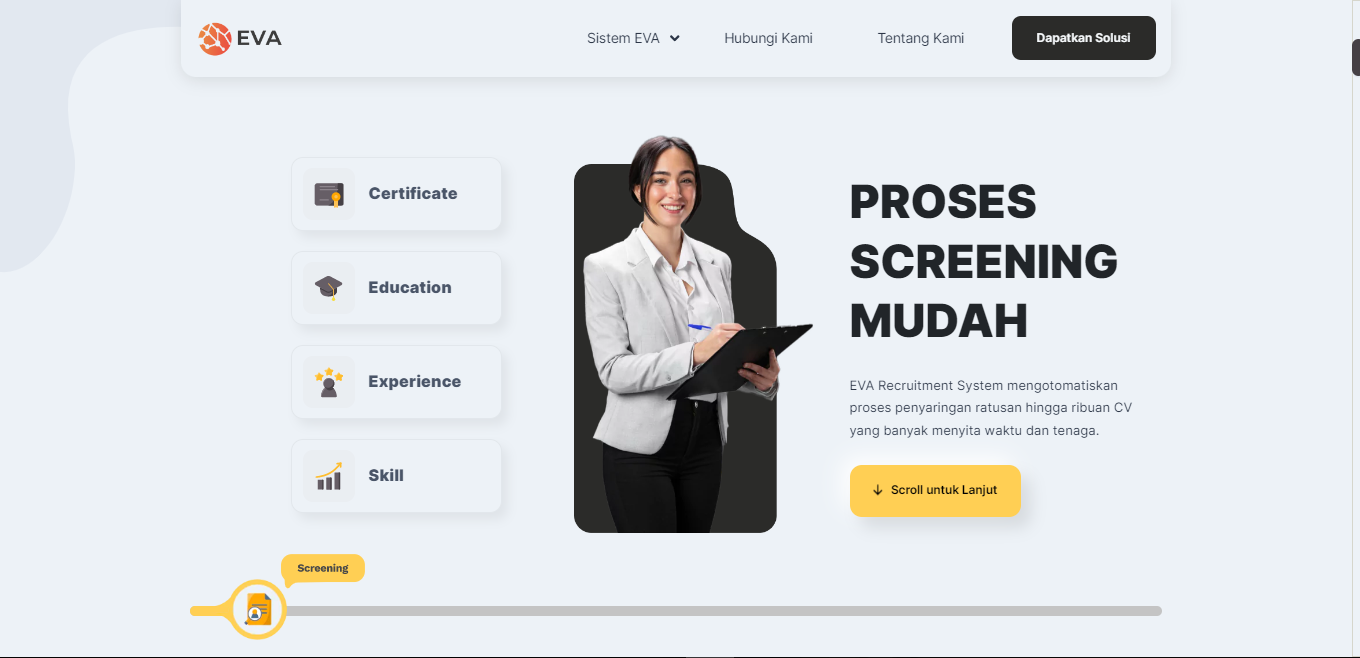 EVA
Sistem EVA
Hubungi Kami
Tentang Kami
Dapatkan Solusi
Certificate
Education
Experience
Skill
PROSES
SCREENING
MUDAH
EVA Recruitment System mengotomatiskan
proses penyaringan ratusan hingga ribuan CV
yang banyak menyita waktu dan tenaga.
Scroll untuk Lanjut
Screening